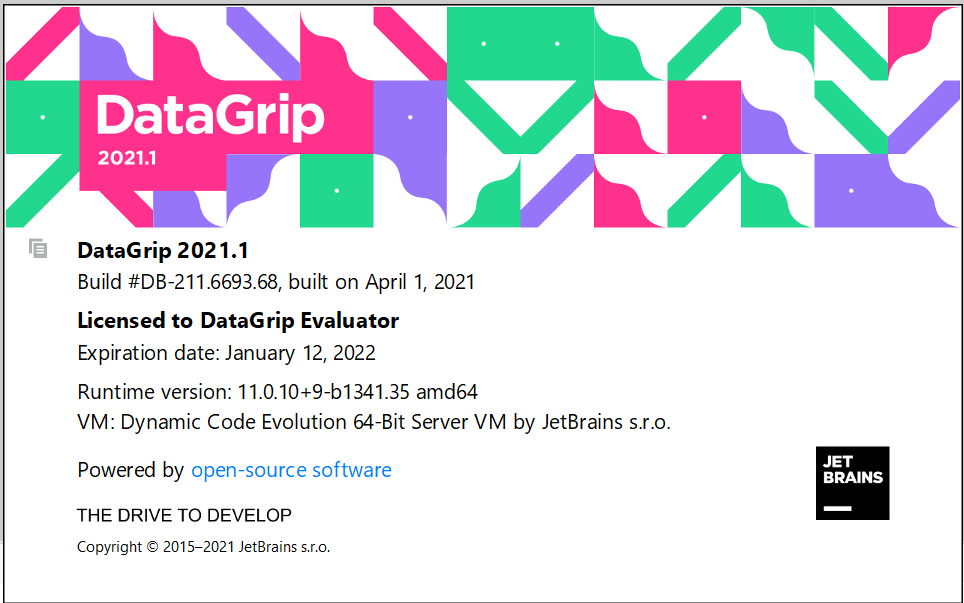 DataGrip
2021.1
DataGrip 2021.1
Build #DB-211.6693.68, built on April 1, 2021
Licensed to DataGrip Evaluator
Expiration date: January 12, 2022
Runtime version: 11.0.10+9-b1341.35 amd64
VM: Dynamic Code Evolution 64-Bit Server VM by JetBrains s.r.o.
Powered by open-source software
JET
BRAINS
THE DRIVE TO DEVELOP
Copyright © 2015–2021 JetBrains s.r.o.